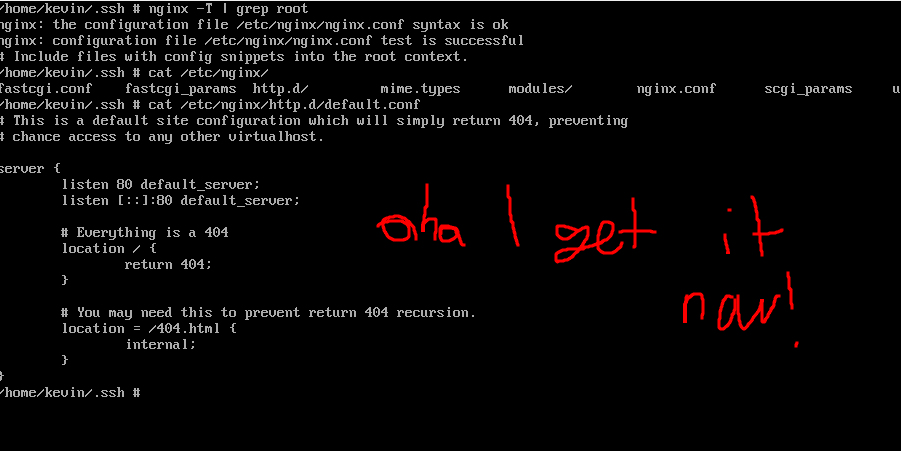 /home/kevin/.ssh # nginx -T | grep root
nginx: the configuration file /etc/nginx/nginx.conf syntax is ok
nginx: configuration file /etc/nginx/nginx.conf test is successful
# Include files with config snippets into the root context.
/home/kevin/.ssh # cat /etc/nginx/
fastcgi.conf fastcgi_params http.d/ mime.types modules/ nginx.conf scgi_params u
/home/kevin/.ssh # cat /etc/nginx/http.d/default.conf
# This is a default site configuration which will simply return 404, preventing
# chance access to any other virtualhost.
server {
listen 80 default_server;
listen [::]:80 default_server;
# Everything is a 404
location / {
return 404;
}
# You may need this to prevent return 404 recursion.
location = /404.html {
internal;
}
}
/home/kevin/.ssh #
oha I get it
now!